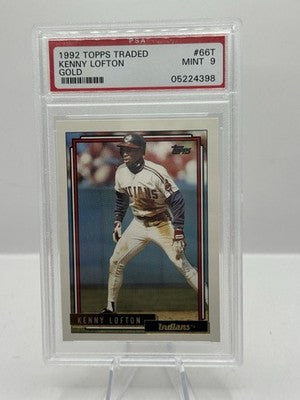 PSA
1992 TOPPS TRADED #66T
KENNY LOFTON MINT 9
GOLD
05224398
Topps
INDIANS
KENNY LOFTON Indians